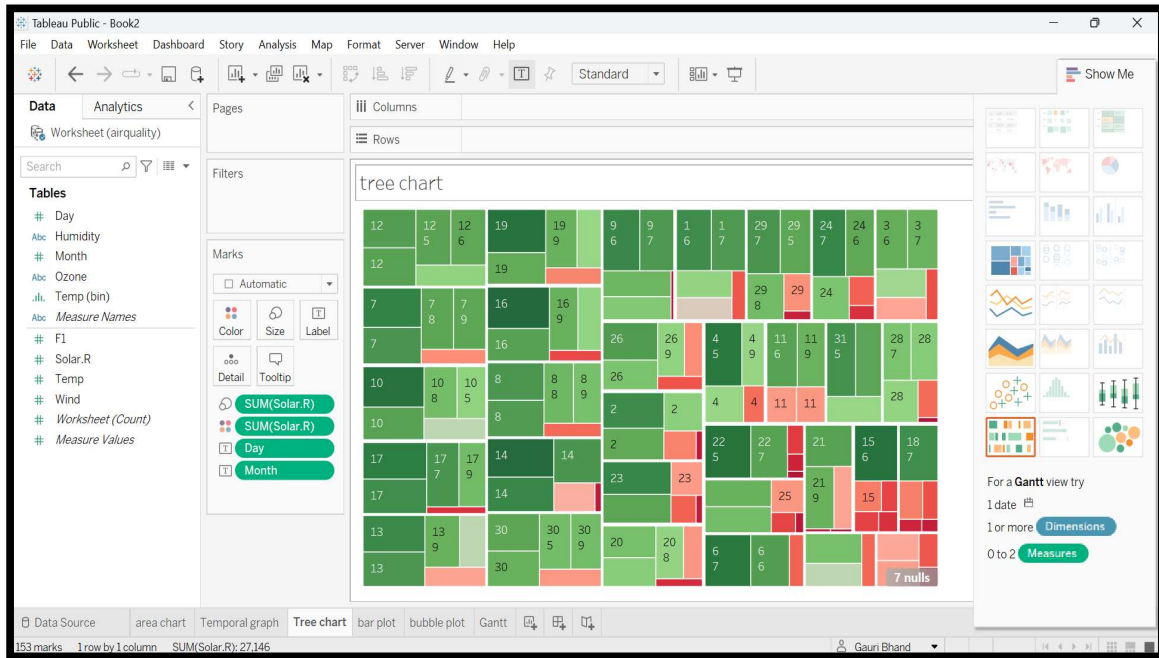 Tableau Public - Book2
File Data Worksheet Dashboard Story Analysis Map Format Server Window Help
Standard
Show Me
Data Analytics
Pages
Columns
Worksheet (airquality)
Rows
Search
Filters
tree chart
Tables
Day
Abc Humidity
Month
Abc Ozone
Temp (bin)
Abc Measure Names
F1
Solar.R
Temp
Wind
Worksheet (Count)
Measure Values
Marks
Automatic
Color Size Label
Detail Tooltip
SUM(Solar.R)
SUM(Solar.R)
T Day
T Month
12 12 12 19 19 9 9 1 1 29 29 24 24 3 3
5 6 9 6 7 6 7 7 5 7 6 6 7
12 19
29 29 24
8
7 7 7 16 16
8 9 9
7 16
26 26 4 4 11 11 31 28 28
9 5 9 6 9 5 7
26
10 10 10 8 8 8
8 5 8 9
10 8
2 2 4 4 11 11 28
2
17 17 17 14 14
7 9
17 14
22 22 21 15 18
5 7 6 7
23 23
25 21 15
9
13 13 30 30 30
9 5 9
13 30
20 20 6 6
8 7 6
7 nulls
For a Gantt view try
1 date
1 or more Dimensions
0 to 2 Measures
Data Source area chart Temporal graph Tree chart bar plot bubble plot Gantt
153 marks 1 row by 1 column SUM(Solar.R): 27,146
Gauri Bhand